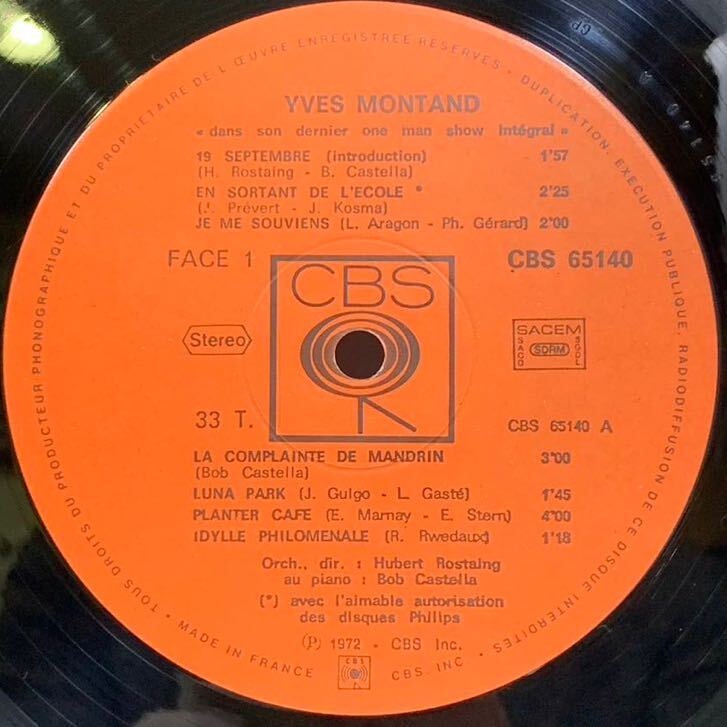 TOUS DROITS DU PRODUCTEUR PHONOGRAPHIQUE ET DU PROPRIETAIRE DE L'ŒUVRE ENREGISTREE RESERVES - DUPLICATION, EXECUTION PUBLIQUE, RADIODIFFUSION DE CE DISQUE INTERDITES
YVES MONTAND
« dans son dernier one man show intégral »
19 SEPTEMBRE (introduction) 1'57
(H. Rostaing - B. Castella)
EN SORTANT DE L'ECOLE * 2'25
(J. Prévert - J. Kosma)
JE ME SOUVIENS (L. Aragon - Ph. Gérard) 2'00
FACE 1
CBS 65140
CBS
Stereo
SACEM
SACD SDRM SGDL
33 T.
CBS 65140 A
LA COMPLAINTE DE MANDRIN 3'00
(Bob Castella)
LUNA PARK (J. Guigo - L. Gasté) 1'45
PLANTER CAFE (E. Marnay - E. Stern) 4'00
IDYLLE PHILOMENALE (R. Rwedaux) 1'18
Orch., dir. : Hubert Rostaing
au piano : Bob Castella
(*) avec l'aimable autorisation
des disques Philips
(P) 1972 - CBS Inc.
MADE IN FRANCE
CBS
CBS. INC